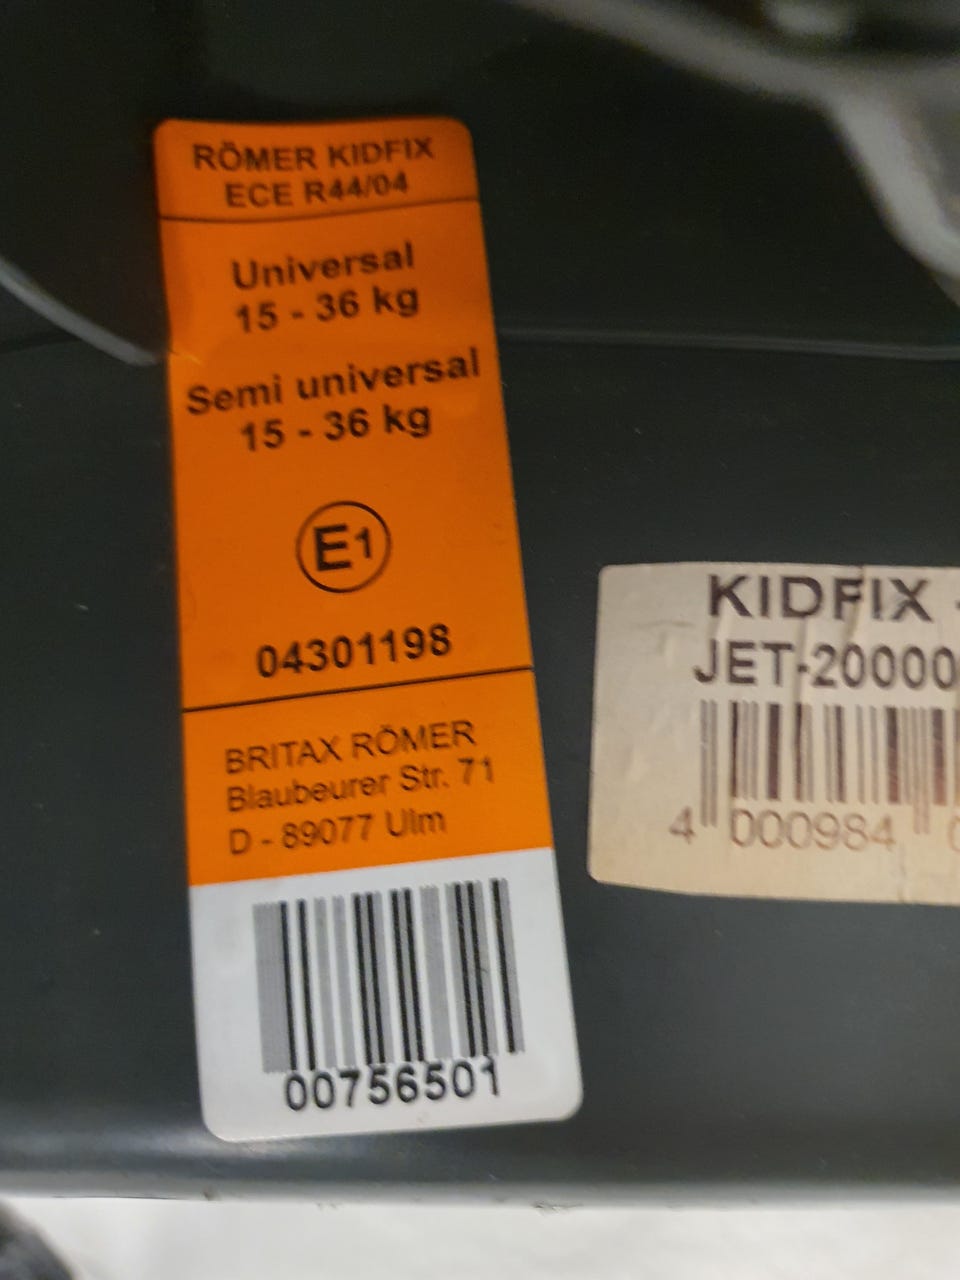 RÖMER KIDFIX
ECE R44/04
Universal
15 - 36 kg
Semi universal
15 - 36 kg
E1
04301198
BRITAX RÖMER
Blaubeurer Str. 71
D - 89077 Ulm
00756501
KIDFIX
JET-20000
4 000984